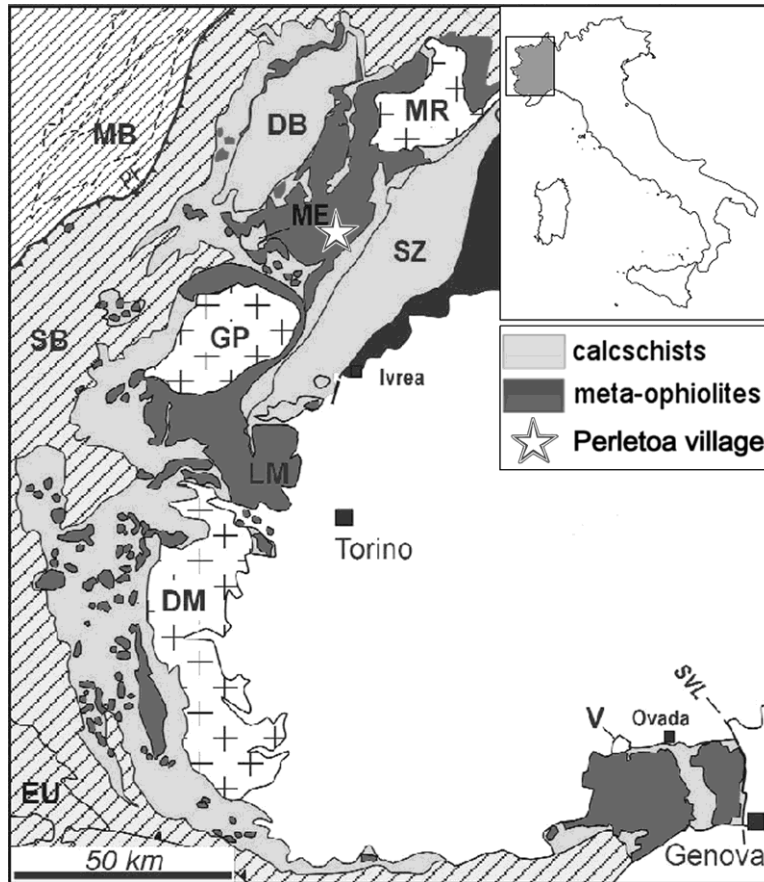 MB
DB
MR
PF
ME
SZ
SB
GP
Ivrea
LM
Torino
DM
EU
V
Ovada
SVL
Genova
50 km
calcschists
meta-ophiolites
Perletoa village